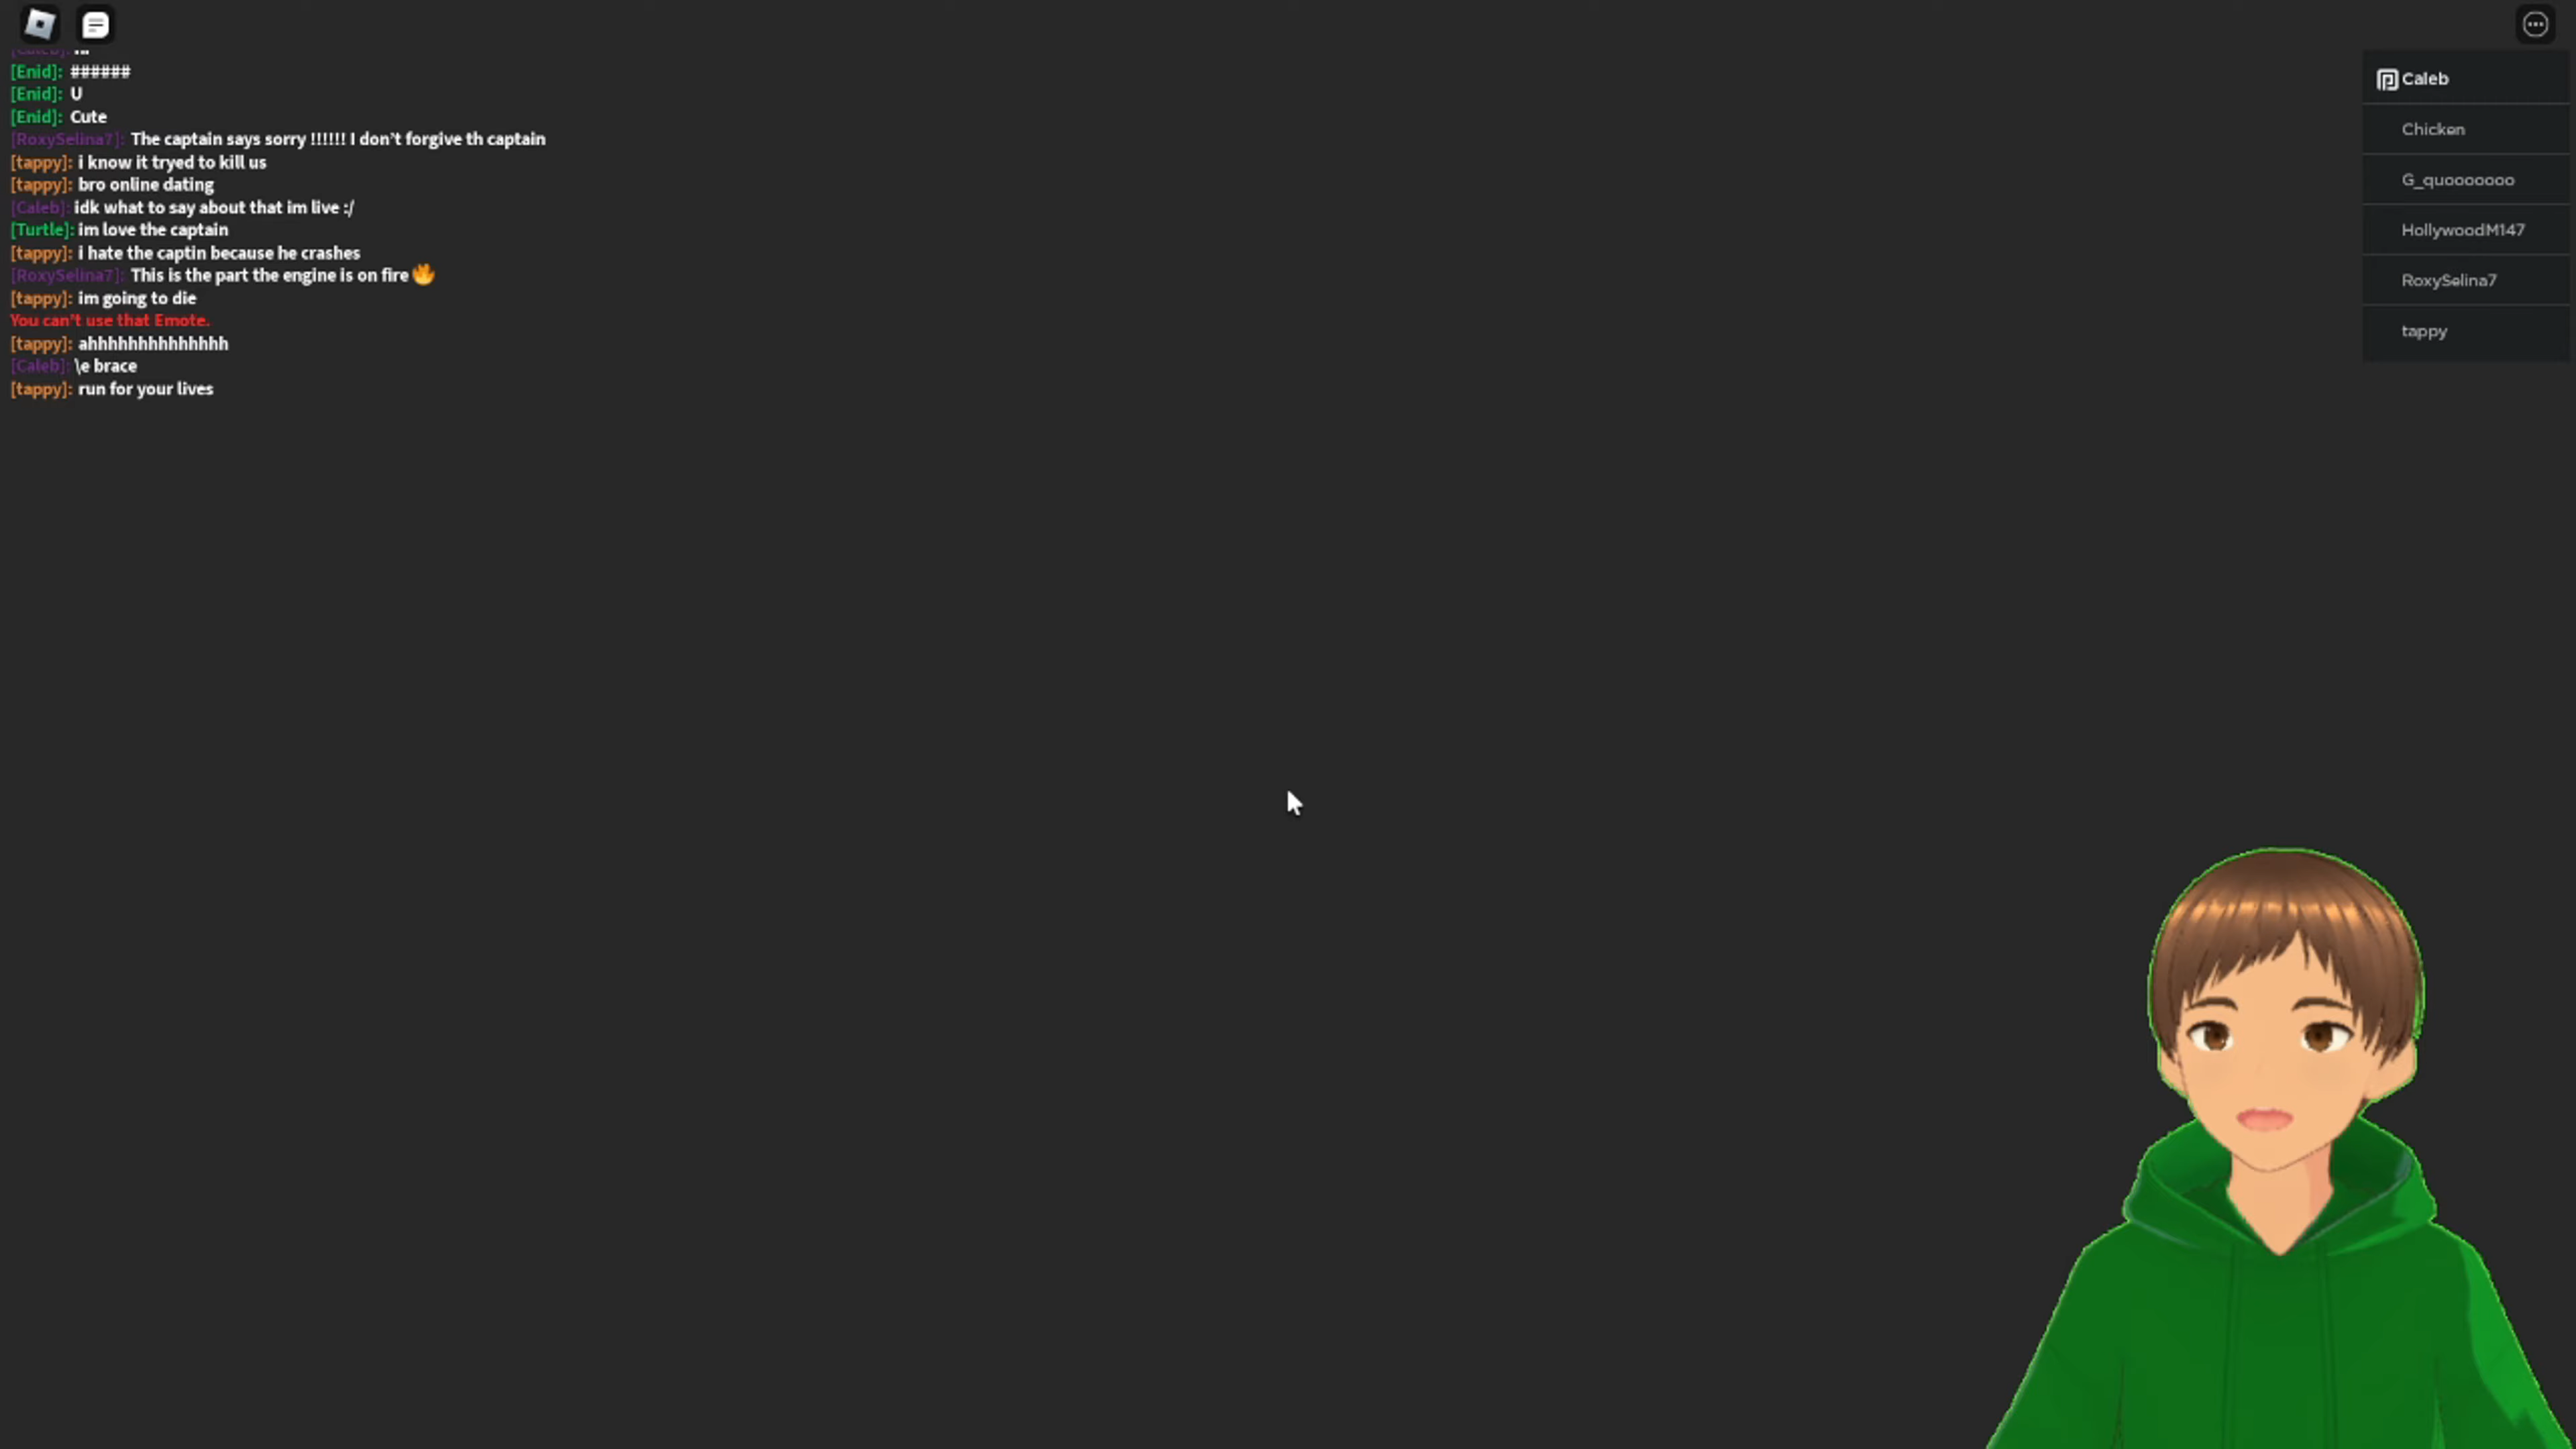 [Enid]: ######
[Enid]: U
[Enid]: Cute
[RoxySelina7]: The captain says sorry !!!!!! I don't forgive th captain
[tappy]: i know it tryed to kill us
[tappy]: bro online dating
[Caleb]: idk what to say about that im live :/
[Turtle]: im love the captain
[tappy]: i hate the captin because he crashes
[RoxySelina7]: This is the part the engine is on fire 🔥
[tappy]: im going to die
You can't use that Emote.
[tappy]: ahhhhhhhhhhhhhh
[Caleb]: \e brace
[tappy]: run for your lives
Caleb
Chicken
G_quooooooo
HollywoodM147
RoxySelina7
tappy